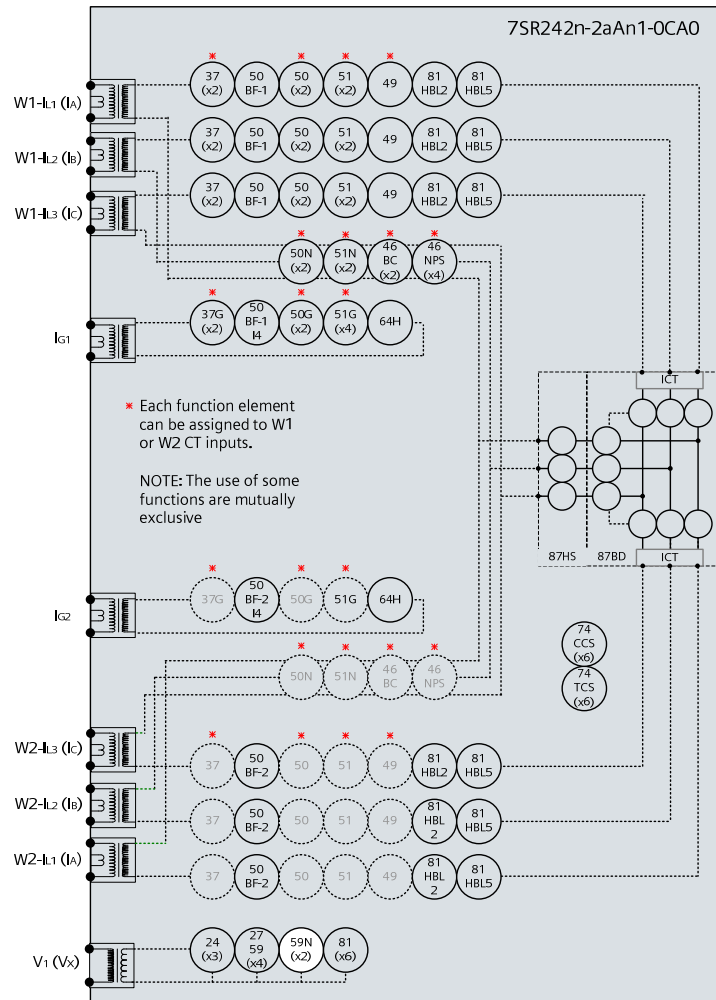 7SR242n-2aAn1-0CA0
* * * *
W1-IL1 (IA)
37 (x2)
50 BF-1
50 (x2)
51 (x2)
49
81 HBL2
81 HBL5
W1-IL2 (IB)
37 (x2)
50 BF-1
50 (x2)
51 (x2)
49
81 HBL2
81 HBL5
W1-IL3 (IC)
37 (x2)
50 BF-1
50 (x2)
51 (x2)
49
81 HBL2
81 HBL5
* * * *
50N (x2)
51N (x2)
46 BC (x2)
46 NPS (x4)
* * *
IG1
37G (x2)
50 BF-1 I4
50G (x2)
51G (x4)
64H
* Each function element
can be assigned to W1
or W2 CT inputs.
NOTE: The use of some
functions are mutually
exclusive
ICT
87HS
87BD
ICT
* * *
IG2
37G
50 BF-2 I4
50G
51G
64H
74 CCS (x6)
74 TCS (x6)
* * * *
50N
51N
46 BC
46 NPS
* * * *
W2-IL3 (IC)
37
50 BF-2
50
51
49
81 HBL2
81 HBL5
W2-IL2 (IB)
37
50 BF-2
50
51
49
81 HBL 2
81 HBL5
W2-IL1 (IA)
37
50 BF-2
50
51
49
81 HBL 2
81 HBL5
V1 (VX)
24 (x3)
27 59 (x4)
59N (x2)
81 (x6)